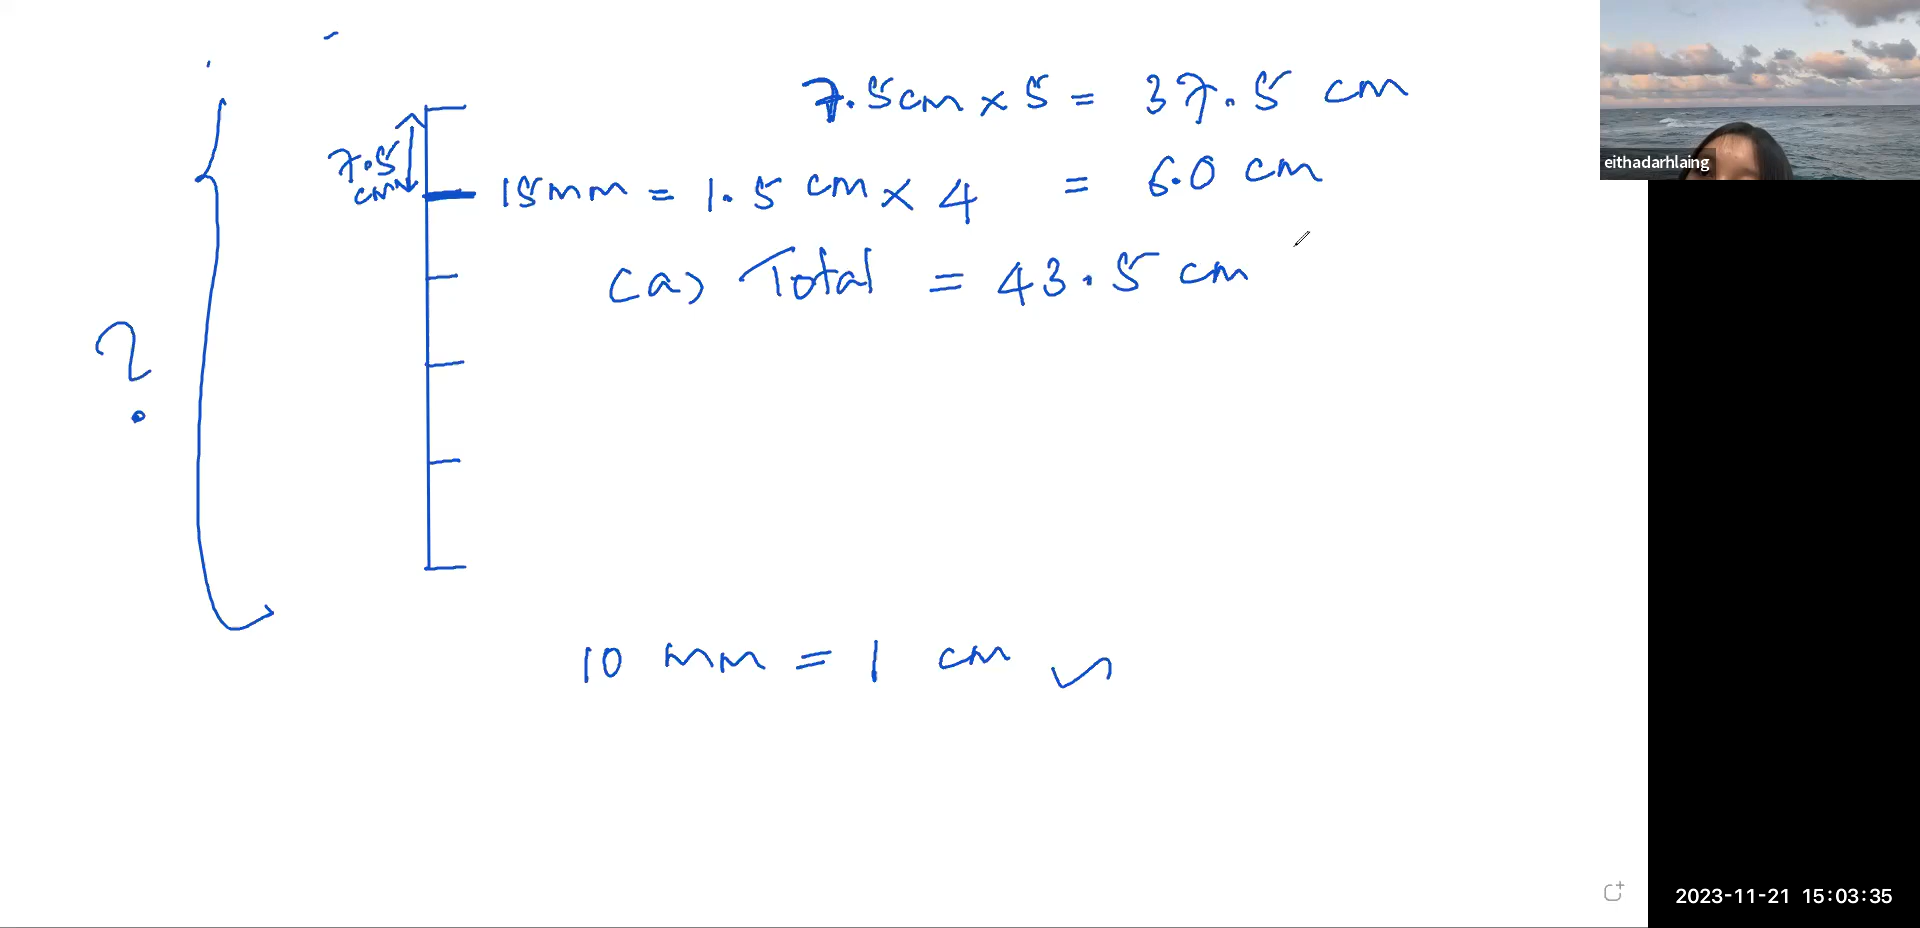 7.5cm × 5 = 37.5 cm
7.5 cm
15mm = 1.5 cm × 4 = 6.0 cm
(a) Total = 43.5 cm
?
10 mm = 1 cm
eithadarhlaing
2023-11-21 15:03:35